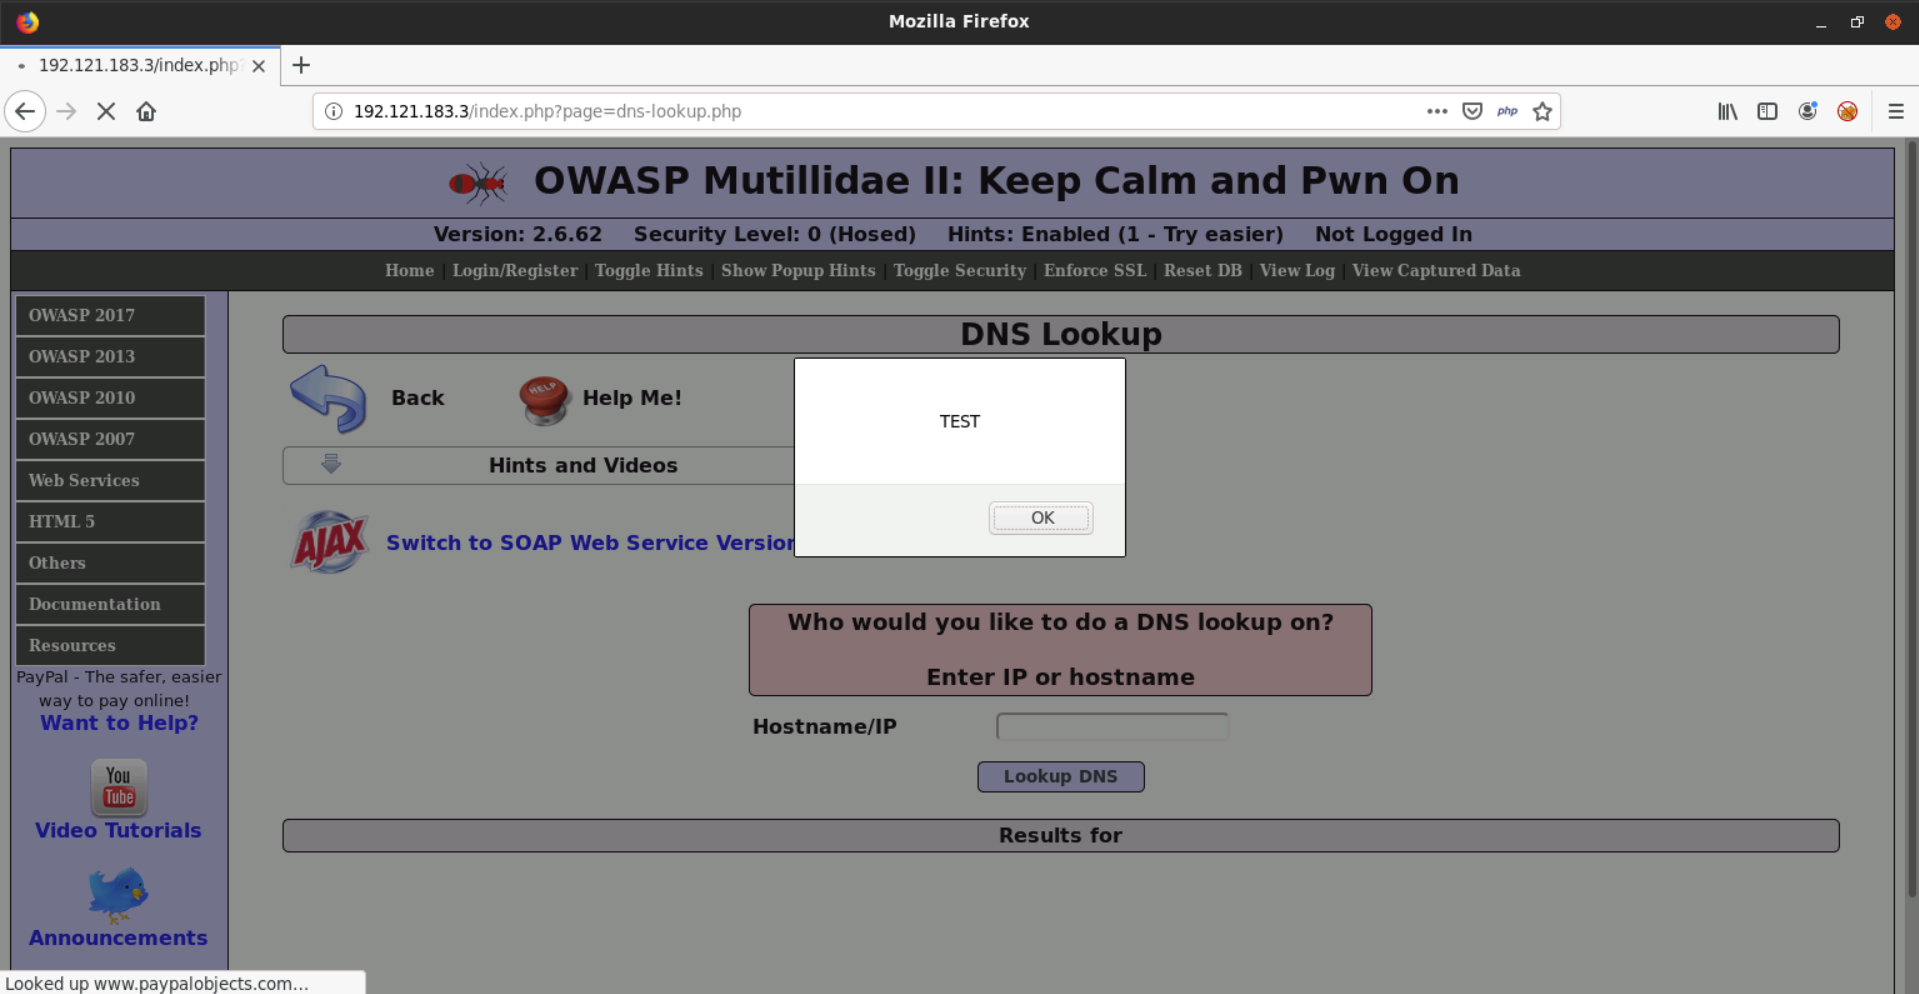 Mozilla Firefox
192.121.183.3/index.php?
192.121.183.3/index.php?page=dns-lookup.php
php
OWASP Mutillidae II: Keep Calm and Pwn On
Version: 2.6.62 Security Level: 0 (Hosed) Hints: Enabled (1 - Try easier) Not Logged In
Home | Login/Register | Toggle Hints | Show Popup Hints | Toggle Security | Enforce SSL | Reset DB | View Log | View Captured Data
OWASP 2017
OWASP 2013
OWASP 2010
OWASP 2007
Web Services
HTML 5
Others
Documentation
Resources
PayPal - The safer, easier
way to pay online!
Want to Help?
You
Tube
Video Tutorials
Announcements
DNS Lookup
Back
HELP
Help Me!
Hints and Videos
AJAX
Switch to SOAP Web Service Version
TEST
OK
Who would you like to do a DNS lookup on?
Enter IP or hostname
Hostname/IP
Lookup DNS
Results for
Looked up www.paypalobjects.com...